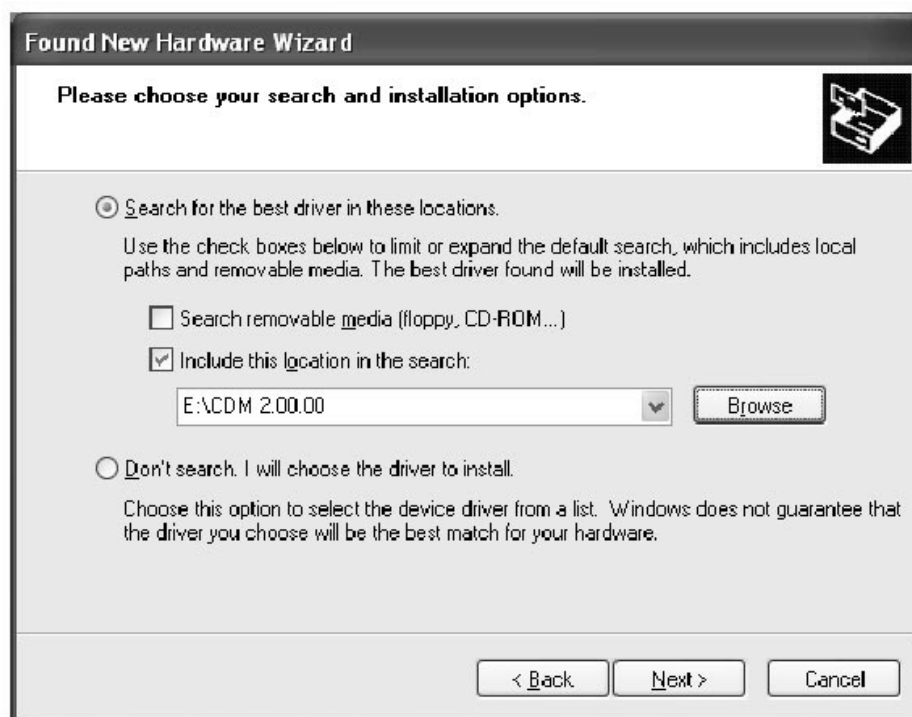 Found New Hardware Wizard
Please choose your search and installation options.
Search for the best driver in these locations.
Use the check boxes below to limit or expand the default search, which includes local
paths and removable media. The best driver found will be installed.
Search removable media (floppy, CD-ROM...)
Include this location in the search:
E:\CDM 2.00.00
Browse
Don't search. I will choose the driver to install.
Choose this option to select the device driver from a list. Windows does not guarantee that
the driver you choose will be the best match for your hardware.
< Back Next > Cancel